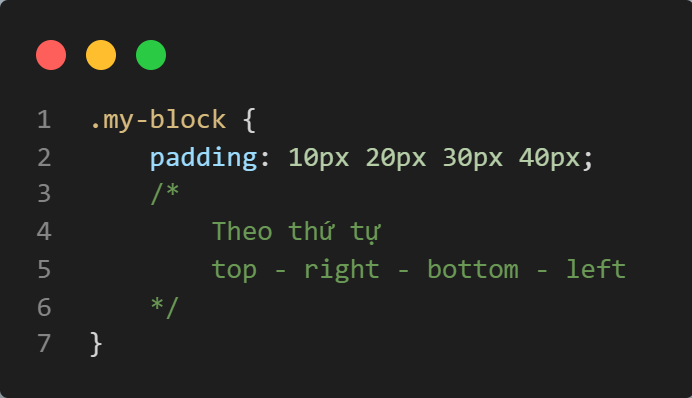 1 .my-block {
2     padding: 10px 20px 30px 40px;
3     /*
4         Theo thứ tự
5         top - right - bottom - left
6     */
7 }